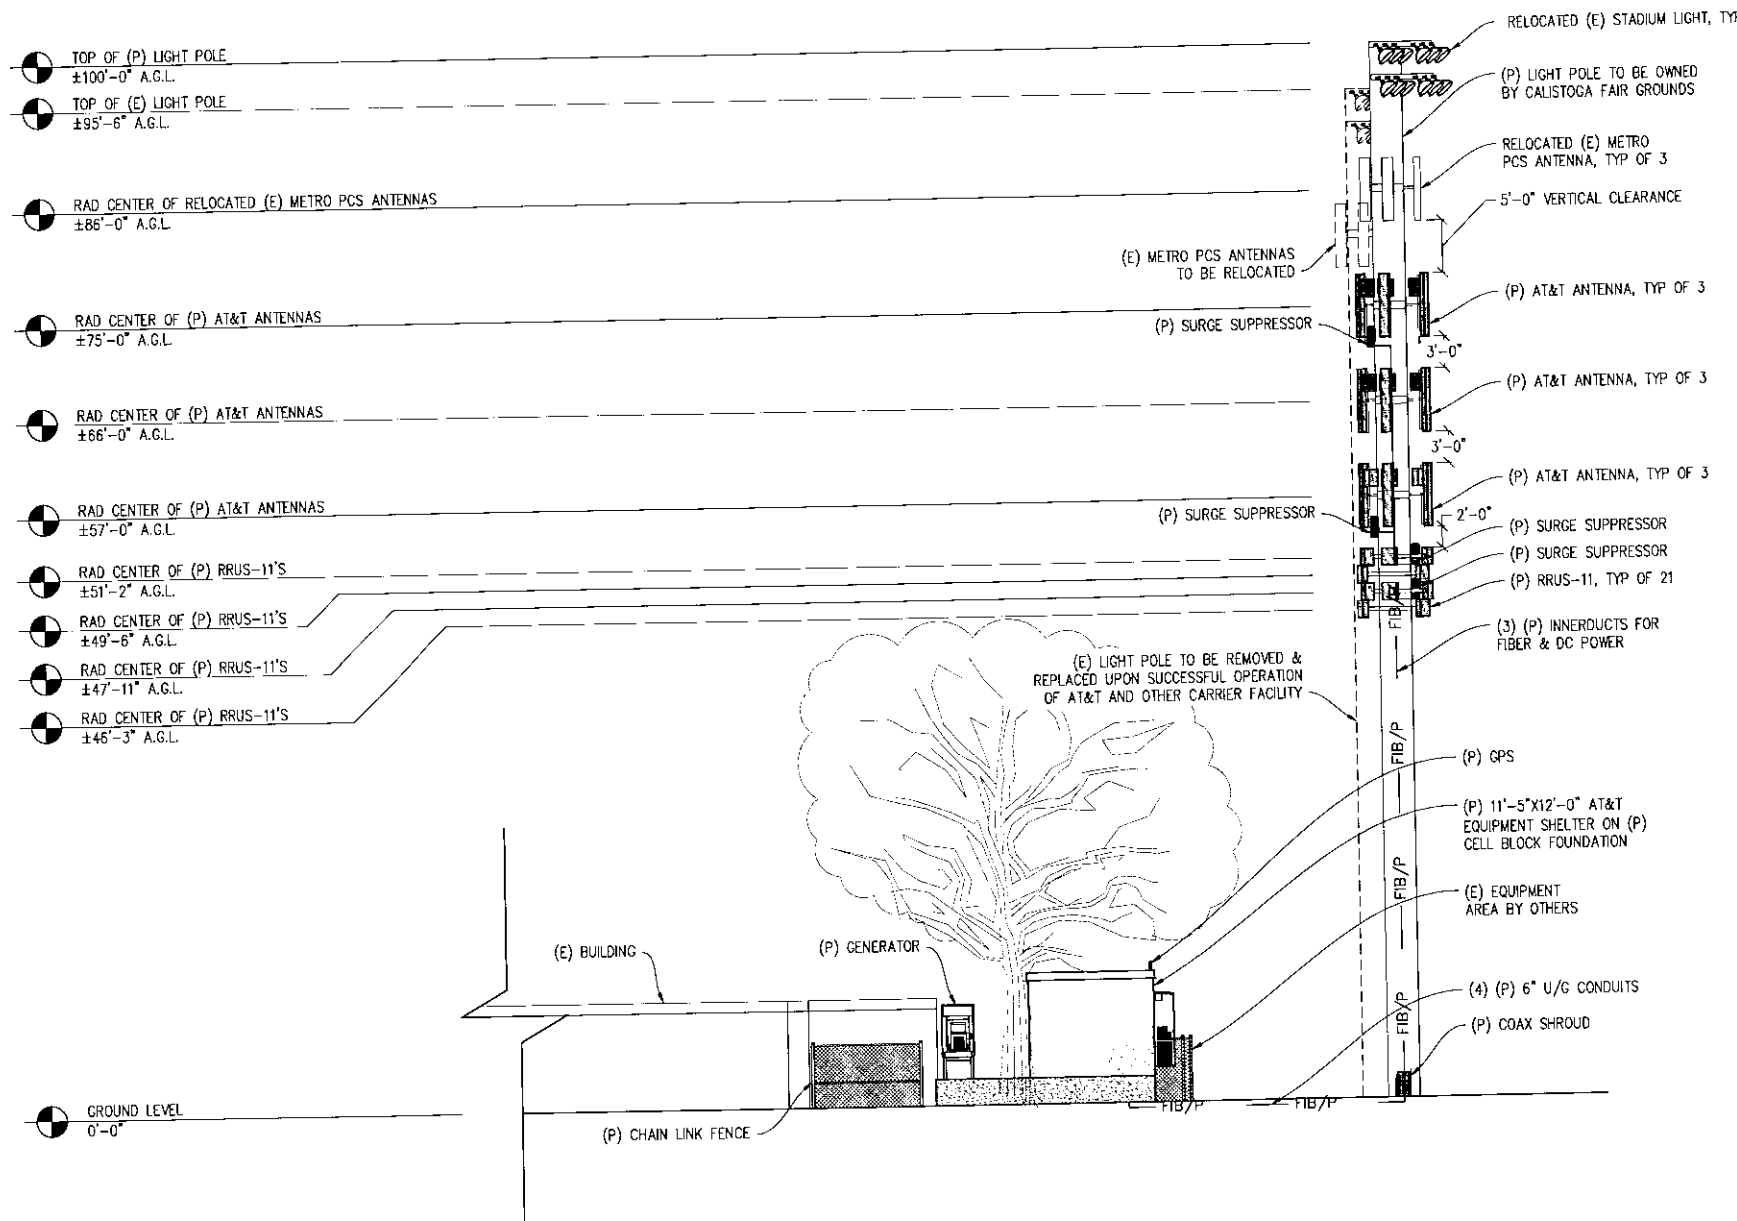 TOP OF (P) LIGHT POLE
±100'-0" A.G.L.
TOP OF (E) LIGHT POLE
±95'-6" A.G.L.
RAD CENTER OF RELOCATED (E) METRO PCS ANTENNAS
±86'-0" A.G.L.
RAD CENTER OF (P) AT&T ANTENNAS
±75'-0" A.G.L.
RAD CENTER OF (P) AT&T ANTENNAS
±66'-0" A.G.L.
RAD CENTER OF (P) AT&T ANTENNAS
±57'-0" A.G.L.
RAD CENTER OF (P) RRUS-11'S
±51'-2" A.G.L.
RAD CENTER OF (P) RRUS-11'S
±49'-6" A.G.L.
RAD CENTER OF (P) RRUS-11'S
±47'-11" A.G.L.
RAD CENTER OF (P) RRUS-11'S
±46'-3" A.G.L.
GROUND LEVEL
0'-0"
(E) METRO PCS ANTENNAS
TO BE RELOCATED
(P) SURGE SUPPRESSOR
(P) SURGE SUPPRESSOR
(E) LIGHT POLE TO BE REMOVED &
REPLACED UPON SUCCESSFUL OPERATION
OF AT&T AND OTHER CARRIER FACILITY
(E) BUILDING
(P) GENERATOR
(P) CHAIN LINK FENCE
RELOCATED (E) STADIUM LIGHT, TYP
(P) LIGHT POLE TO BE OWNED
BY CALISTOGA FAIR GROUNDS
RELOCATED (E) METRO
PCS ANTENNA, TYP OF 3
5'-0" VERTICAL CLEARANCE
(P) AT&T ANTENNA, TYP OF 3
3'-0"
(P) AT&T ANTENNA, TYP OF 3
3'-0"
(P) AT&T ANTENNA, TYP OF 3
2'-0"
(P) SURGE SUPPRESSOR
(P) SURGE SUPPRESSOR
(P) RRUS-11, TYP OF 21
(3) (P) INNERDUCTS FOR
FIBER & DC POWER
(P) GPS
(P) 11'-5"X12'-0" AT&T
EQUIPMENT SHELTER ON (P)
CELL BLOCK FOUNDATION
(E) EQUIPMENT
AREA BY OTHERS
(4) (P) 6" U/G CONDUITS
(P) COAX SHROUD
FIB/P
FIB/P
FIB/P
FIB/P
FIB/P
FIB/P